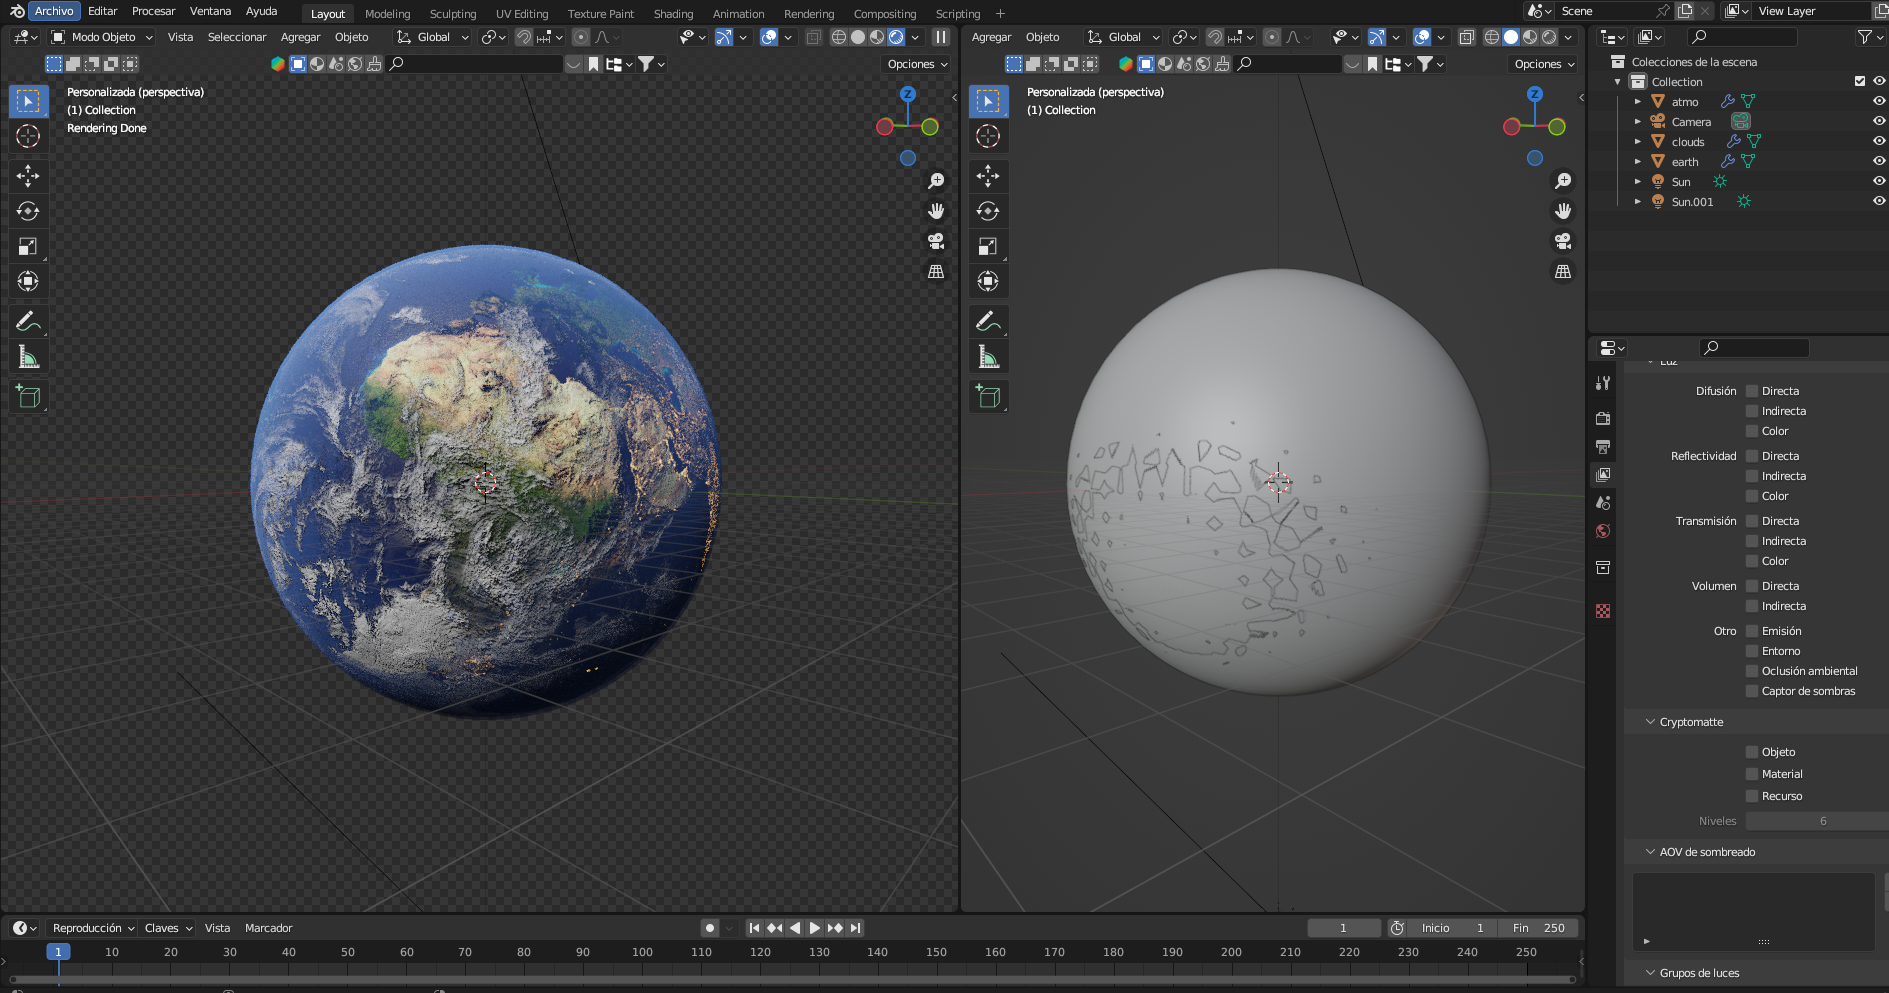 Archivo Editar Procesar Ventana Ayuda Layout Modeling Sculpting UV Editing Texture Paint Shading Animation Rendering Compositing Scripting + Scene View Layer
Modo Objeto Vista Seleccionar Agregar Objeto Global
Agregar Objeto Global
Opciones
Opciones
Personalizada (perspectiva)
(1) Collection
Rendering Done
Z
Personalizada (perspectiva)
(1) Collection
Z
Colecciones de la escena
Collection
atmo
Camera
clouds
earth
Sun
Sun.001
Luz
Difusión Directa
Indirecta
Color
Reflectividad Directa
Indirecta
Color
Transmisión Directa
Indirecta
Color
Volumen Directa
Indirecta
Otro Emisión
Entorno
Oclusión ambiental
Captor de sombras
Cryptomatte
Objeto
Material
Recurso
Niveles 6
AOV de sombreado
Grupos de luces
Reproducción Claves Vista Marcador 1 Inicio 1 Fin 250
1 10 20 30 40 50 60 70 80 90 100 110 120 130 140 150 160 170 180 190 200 210 220 230 240 250